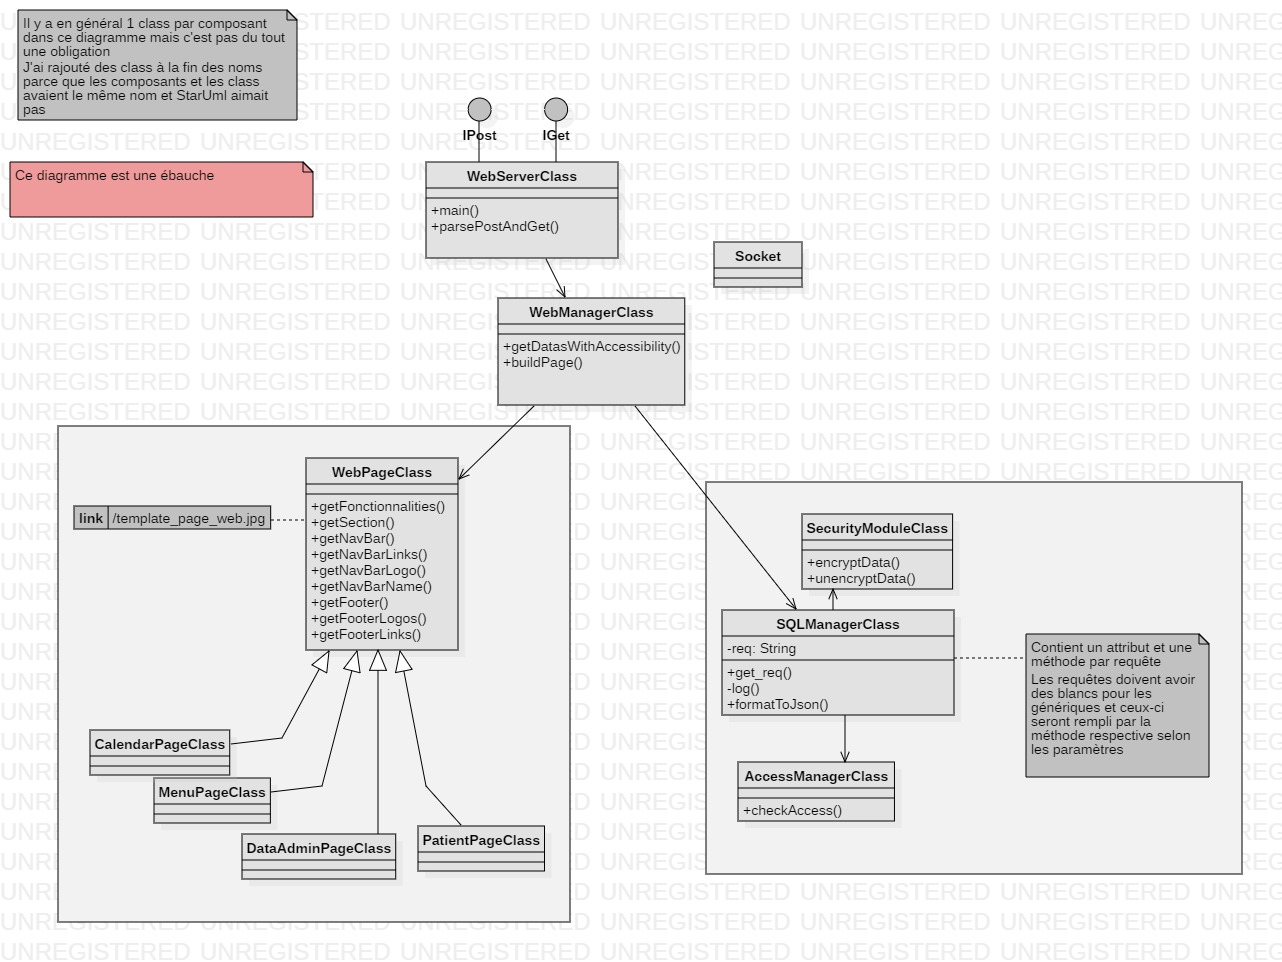 Il y a en général 1 class par composant
dans ce diagramme mais c'est pas du tout
une obligation
J'ai rajouté des class à la fin des noms
parce que les composants et les class
avaient le même nom et StarUml aimait
pas
Ce diagramme est une ébauche
IPost
IGet
WebServerClass
+main()
+parsePostAndGet()
Socket
WebManagerClass
+getDatasWithAccessibility()
+buildPage()
WebPageClass
+getFonctionnalities()
+getSection()
+getNavBar()
+getNavBarLinks()
+getNavBarLogo()
+getNavBarName()
+getFooter()
+getFooterLogos()
+getFooterLinks()
link /template_page_web.jpg
CalendarPageClass
MenuPageClass
DataAdminPageClass
PatientPageClass
SecurityModuleClass
+encryptData()
+unencryptData()
SQLManagerClass
-req: String
+get_req()
-log()
+formatToJson()
Contient un attribut et une
méthode par requête
Les requêtes doivent avoir
des blancs pour les
génériques et ceux-ci
seront rempli par la
méthode respective selon
les paramètres
AccessManagerClass
+checkAccess()
UNREGISTERED